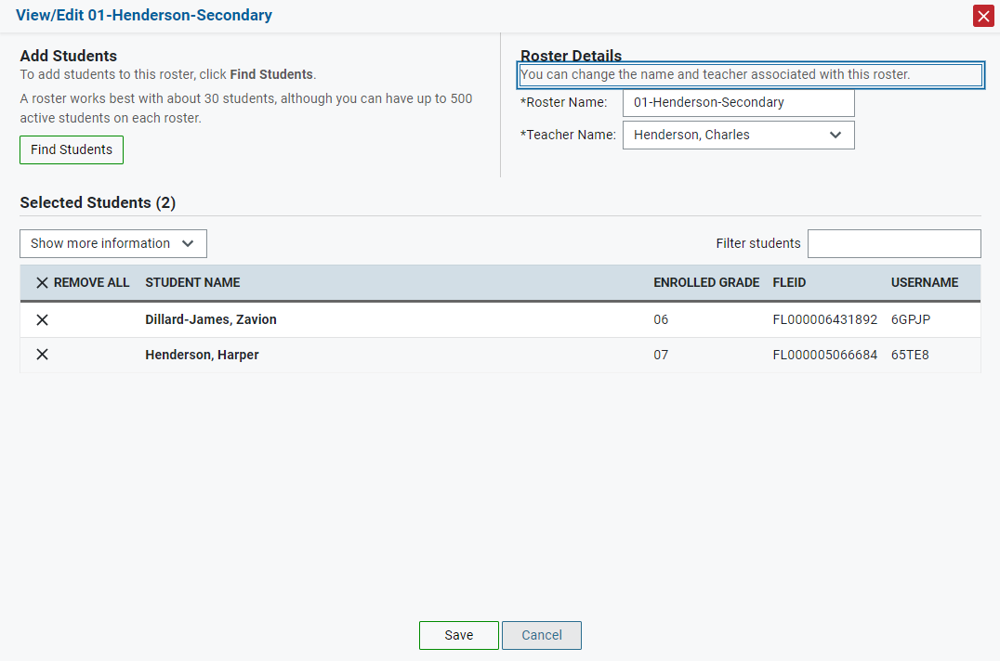 View/Edit 01-Henderson-Secondary
Add Students
To add students to this roster, click Find Students.
A roster works best with about 30 students, although you can have up to 500
active students on each roster.
Find Students
Roster Details
You can change the name and teacher associated with this roster.
*Roster Name: 01-Henderson-Secondary
*Teacher Name: Henderson, Charles
Selected Students (2)
Show more information
Filter students
REMOVE ALL STUDENT NAME ENROLLED GRADE FLEID USERNAME
Dillard-James, Zavion 06 FL000006431892 6GPJP
Henderson, Harper 07 FL000005066684 65TE8
Save Cancel